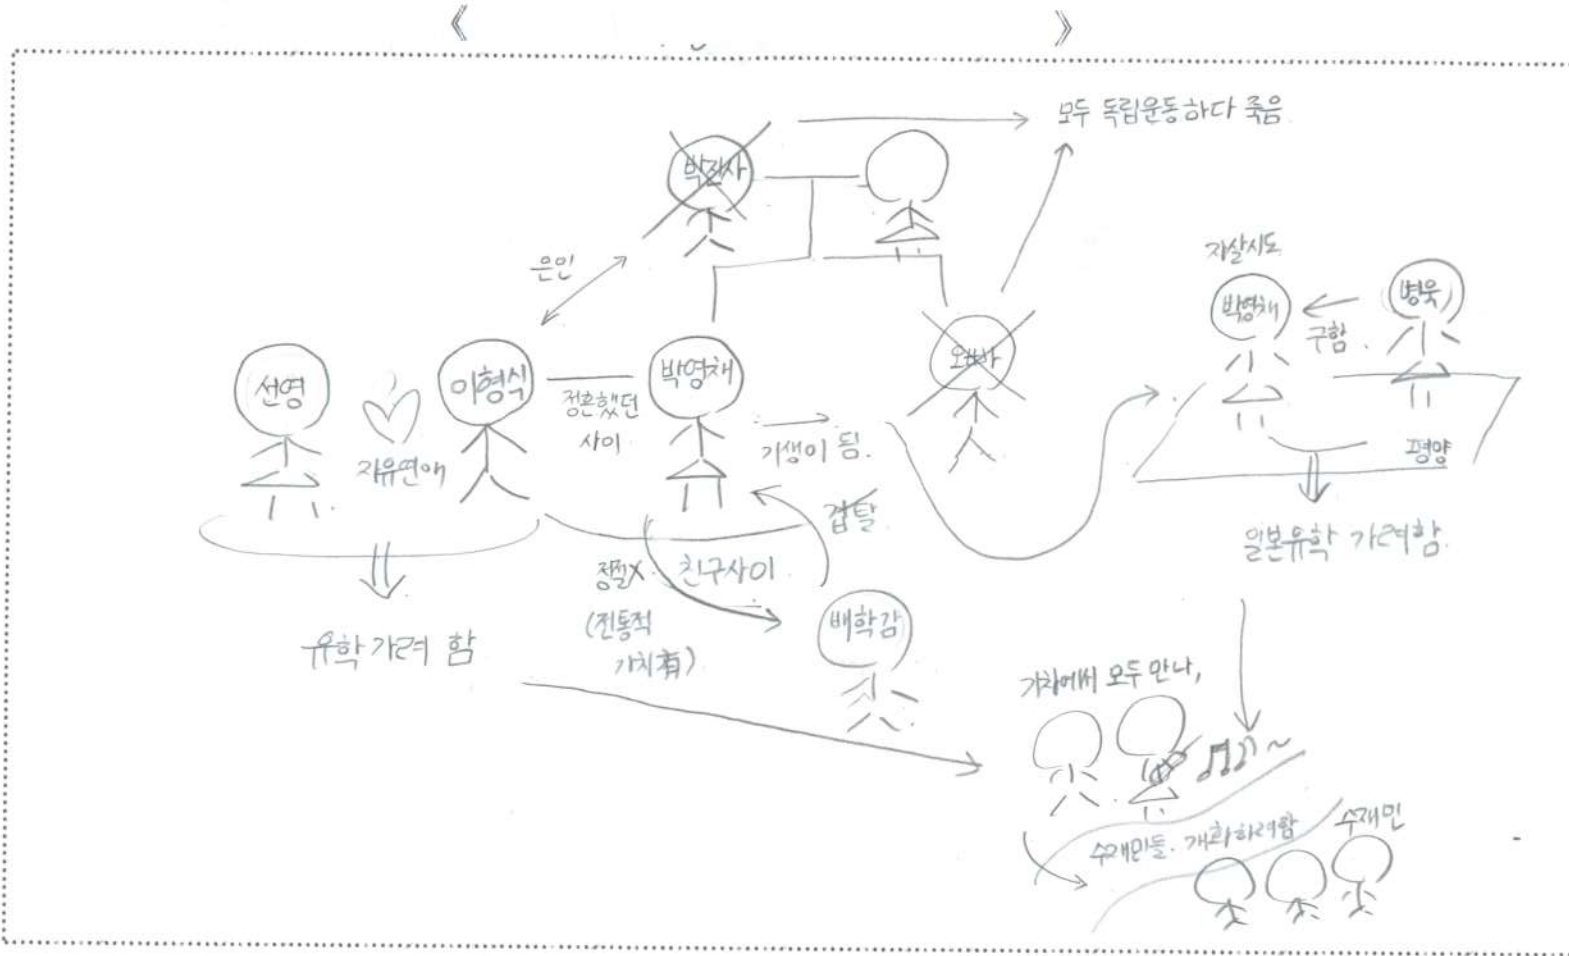 《 》
모두 독립운동하다 죽음
박진사
은인
자살시도
박영채
병욱
구함.
평양
일본유학 가려함.
선영
자유연애
이형식
정혼했던
사이
박영채
기생이 됨.
오빠
겁탈
정절X.
친구사이.
(전통적
가치有)
배학감
유학 가려 함
기차에서 모두 만나,
수재민들. 개화하려함
수재민